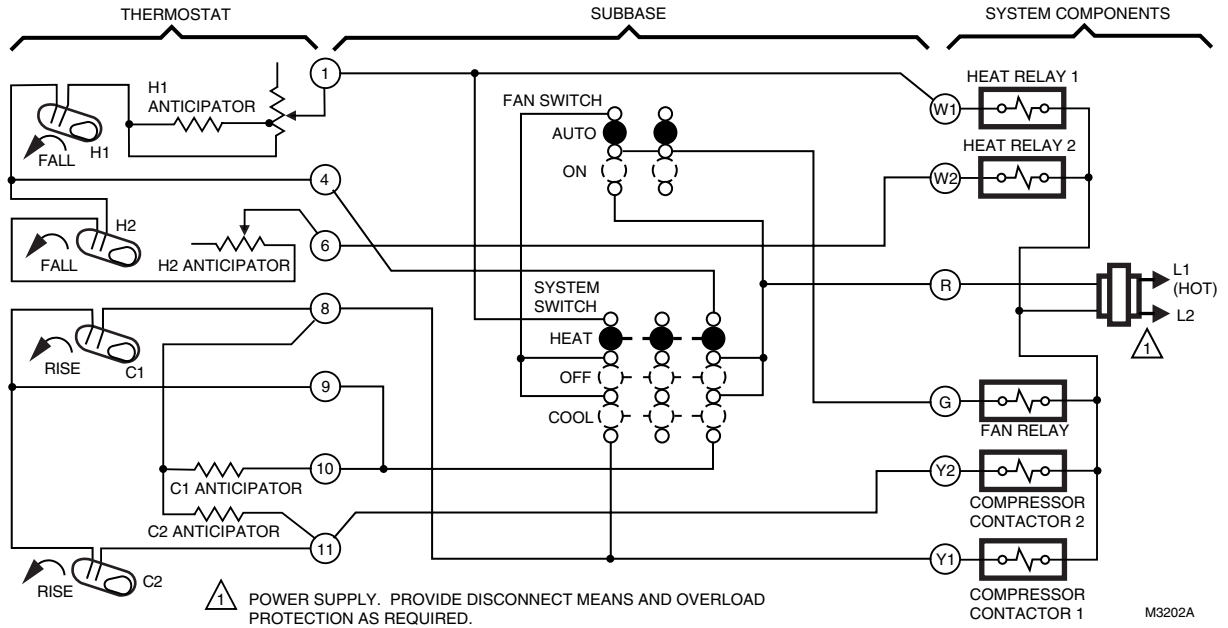 THERMOSTAT
SUBBASE
SYSTEM COMPONENTS
H1
ANTICIPATOR
FALL
H1
1
FAN SWITCH
AUTO
ON
W1
HEAT RELAY 1
W2
HEAT RELAY 2
4
H2
FALL
H2 ANTICIPATOR
6
SYSTEM
SWITCH
HEAT
OFF
COOL
R
L1
(HOT)
L2
1
8
RISE
C1
9
G
FAN RELAY
10
C1 ANTICIPATOR
C2 ANTICIPATOR
11
Y2
COMPRESSOR
CONTACTOR 2
RISE
C2
Y1
COMPRESSOR
CONTACTOR 1
1 POWER SUPPLY. PROVIDE DISCONNECT MEANS AND OVERLOAD
PROTECTION AS REQUIRED.
M3202A